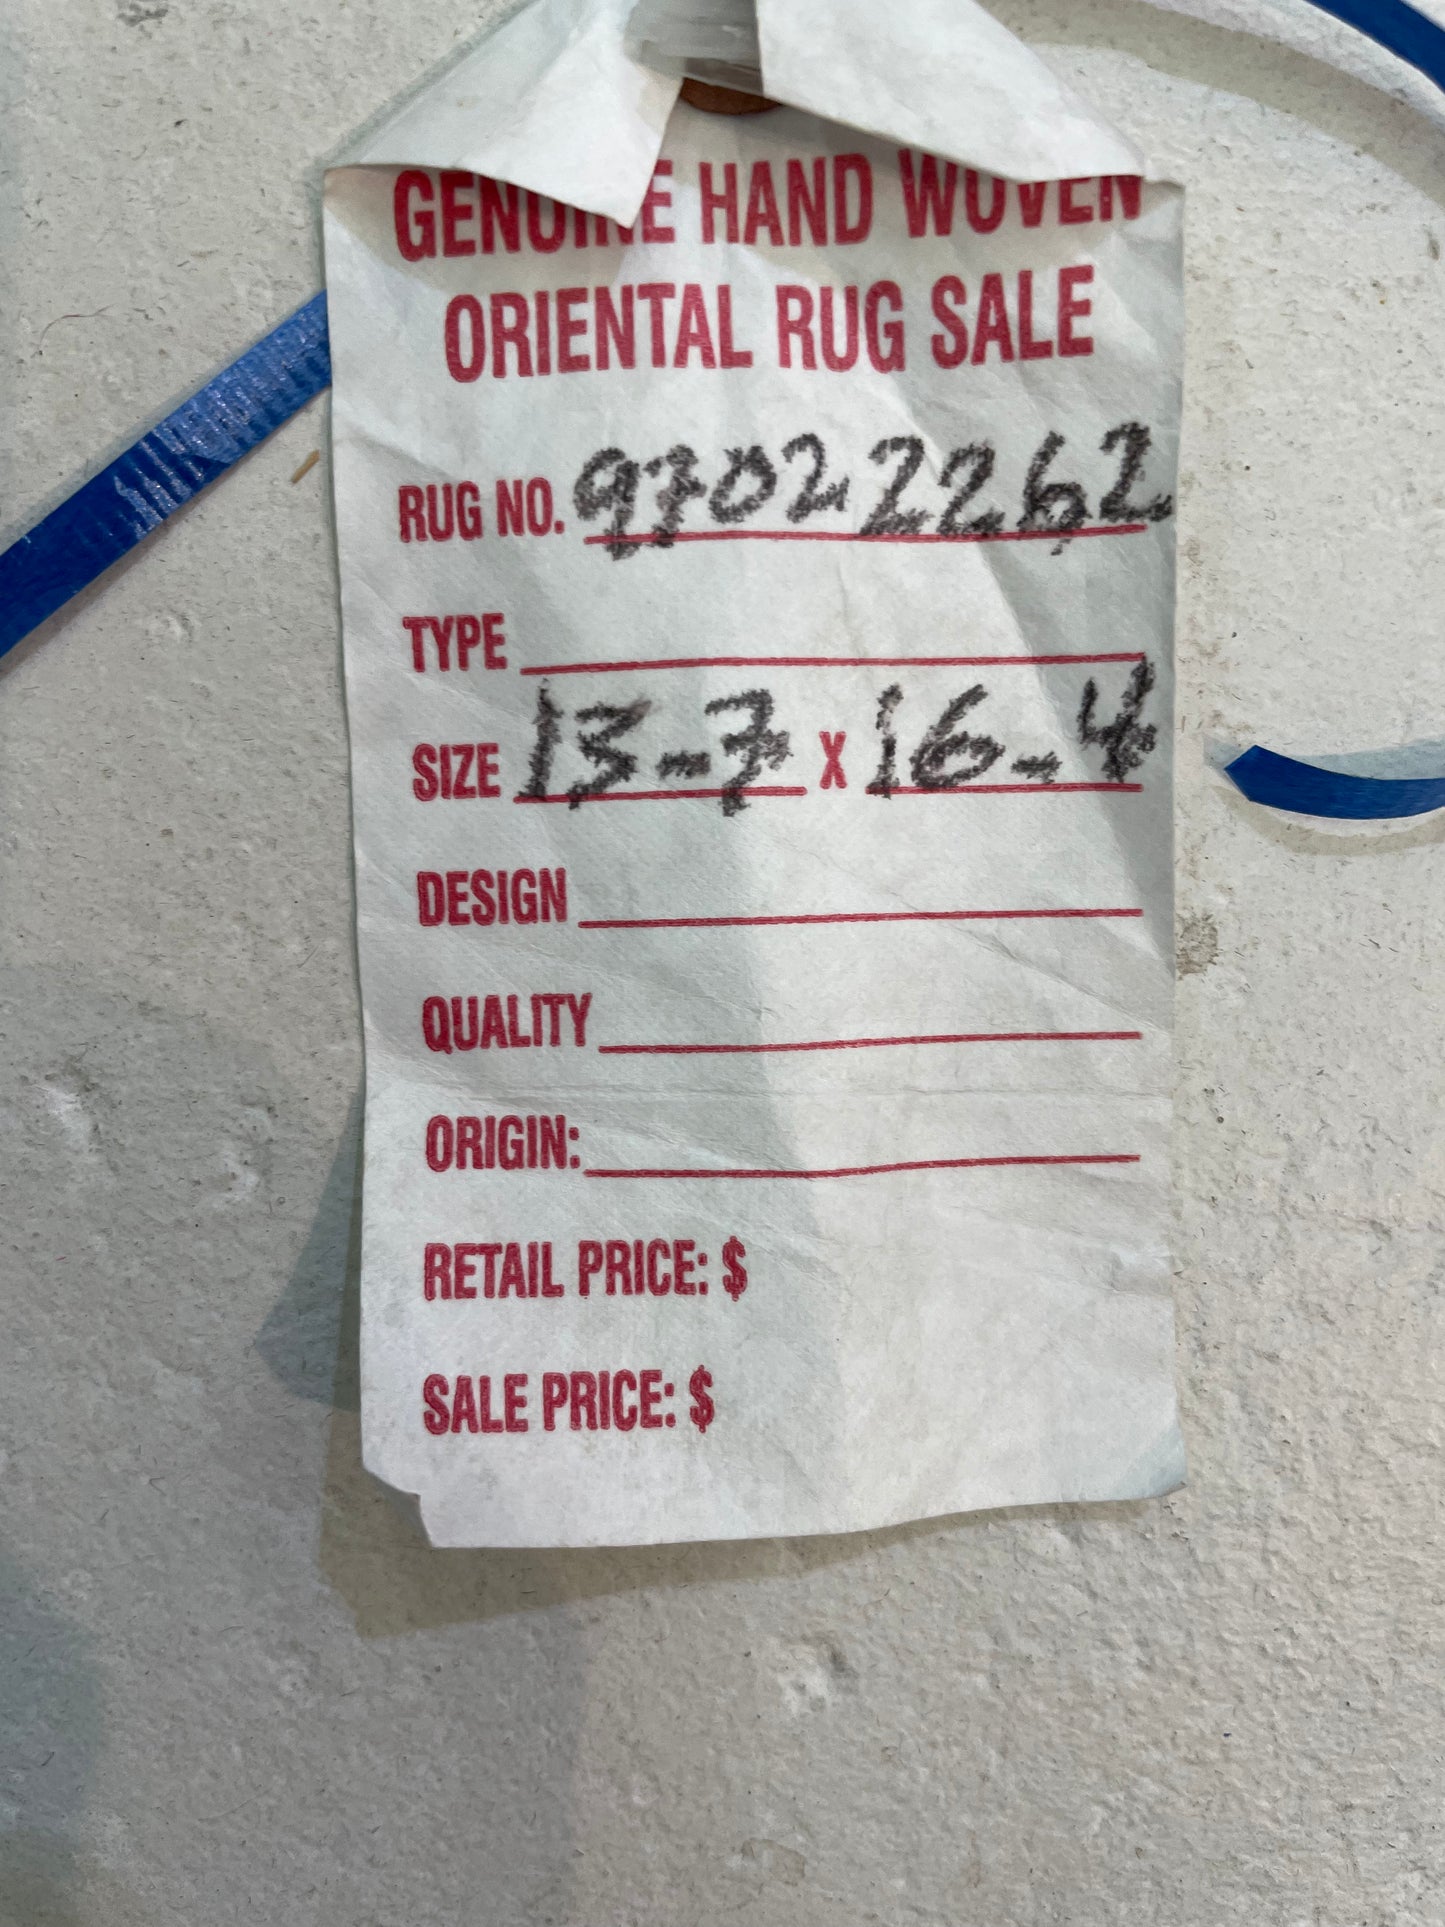 GENUINE HAND WOVEN
ORIENTAL RUG SALE
RUG NO. 97022262
TYPE
SIZE 13-7 X 16-4
DESIGN
QUALITY
ORIGIN:
RETAIL PRICE: $
SALE PRICE: $